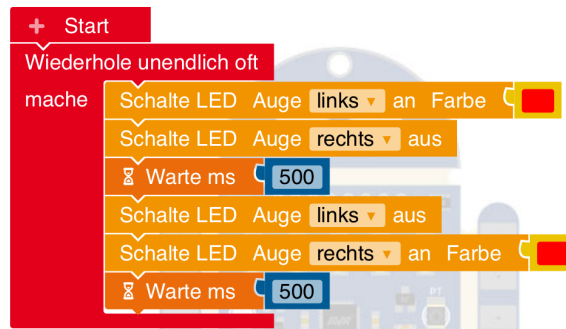 + Start
Wiederhole unendlich oft
mache Schalte LED Auge links an Farbe
Schalte LED Auge rechts aus
Warte ms 500
Schalte LED Auge links aus
Schalte LED Auge rechts an Farbe
Warte ms 500